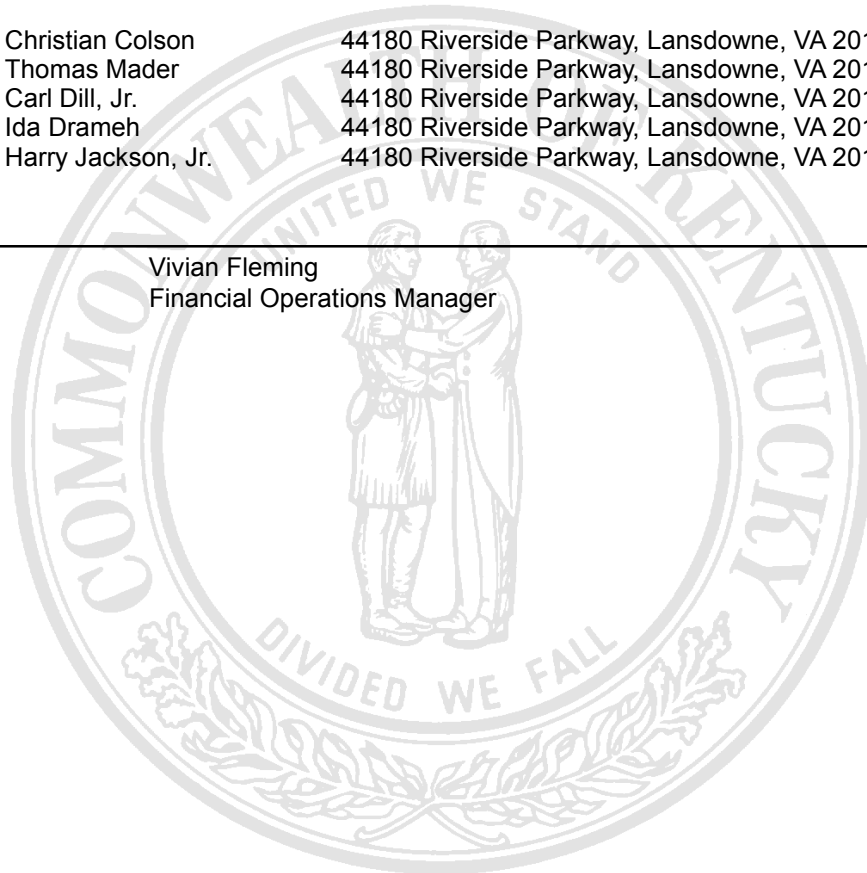 Christian Colson 44180 Riverside Parkway, Lansdowne, VA 201
Thomas Mader 44180 Riverside Parkway, Lansdowne, VA 201
Carl Dill, Jr. 44180 Riverside Parkway, Lansdowne, VA 201
Ida Drameh 44180 Riverside Parkway, Lansdowne, VA 201
Harry Jackson, Jr. 44180 Riverside Parkway, Lansdowne, VA 201
Vivian Fleming
Financial Operations Manager
COMMONWEALTH OF KENTUCKY
UNITED WE STAND
DIVIDED WE FALL